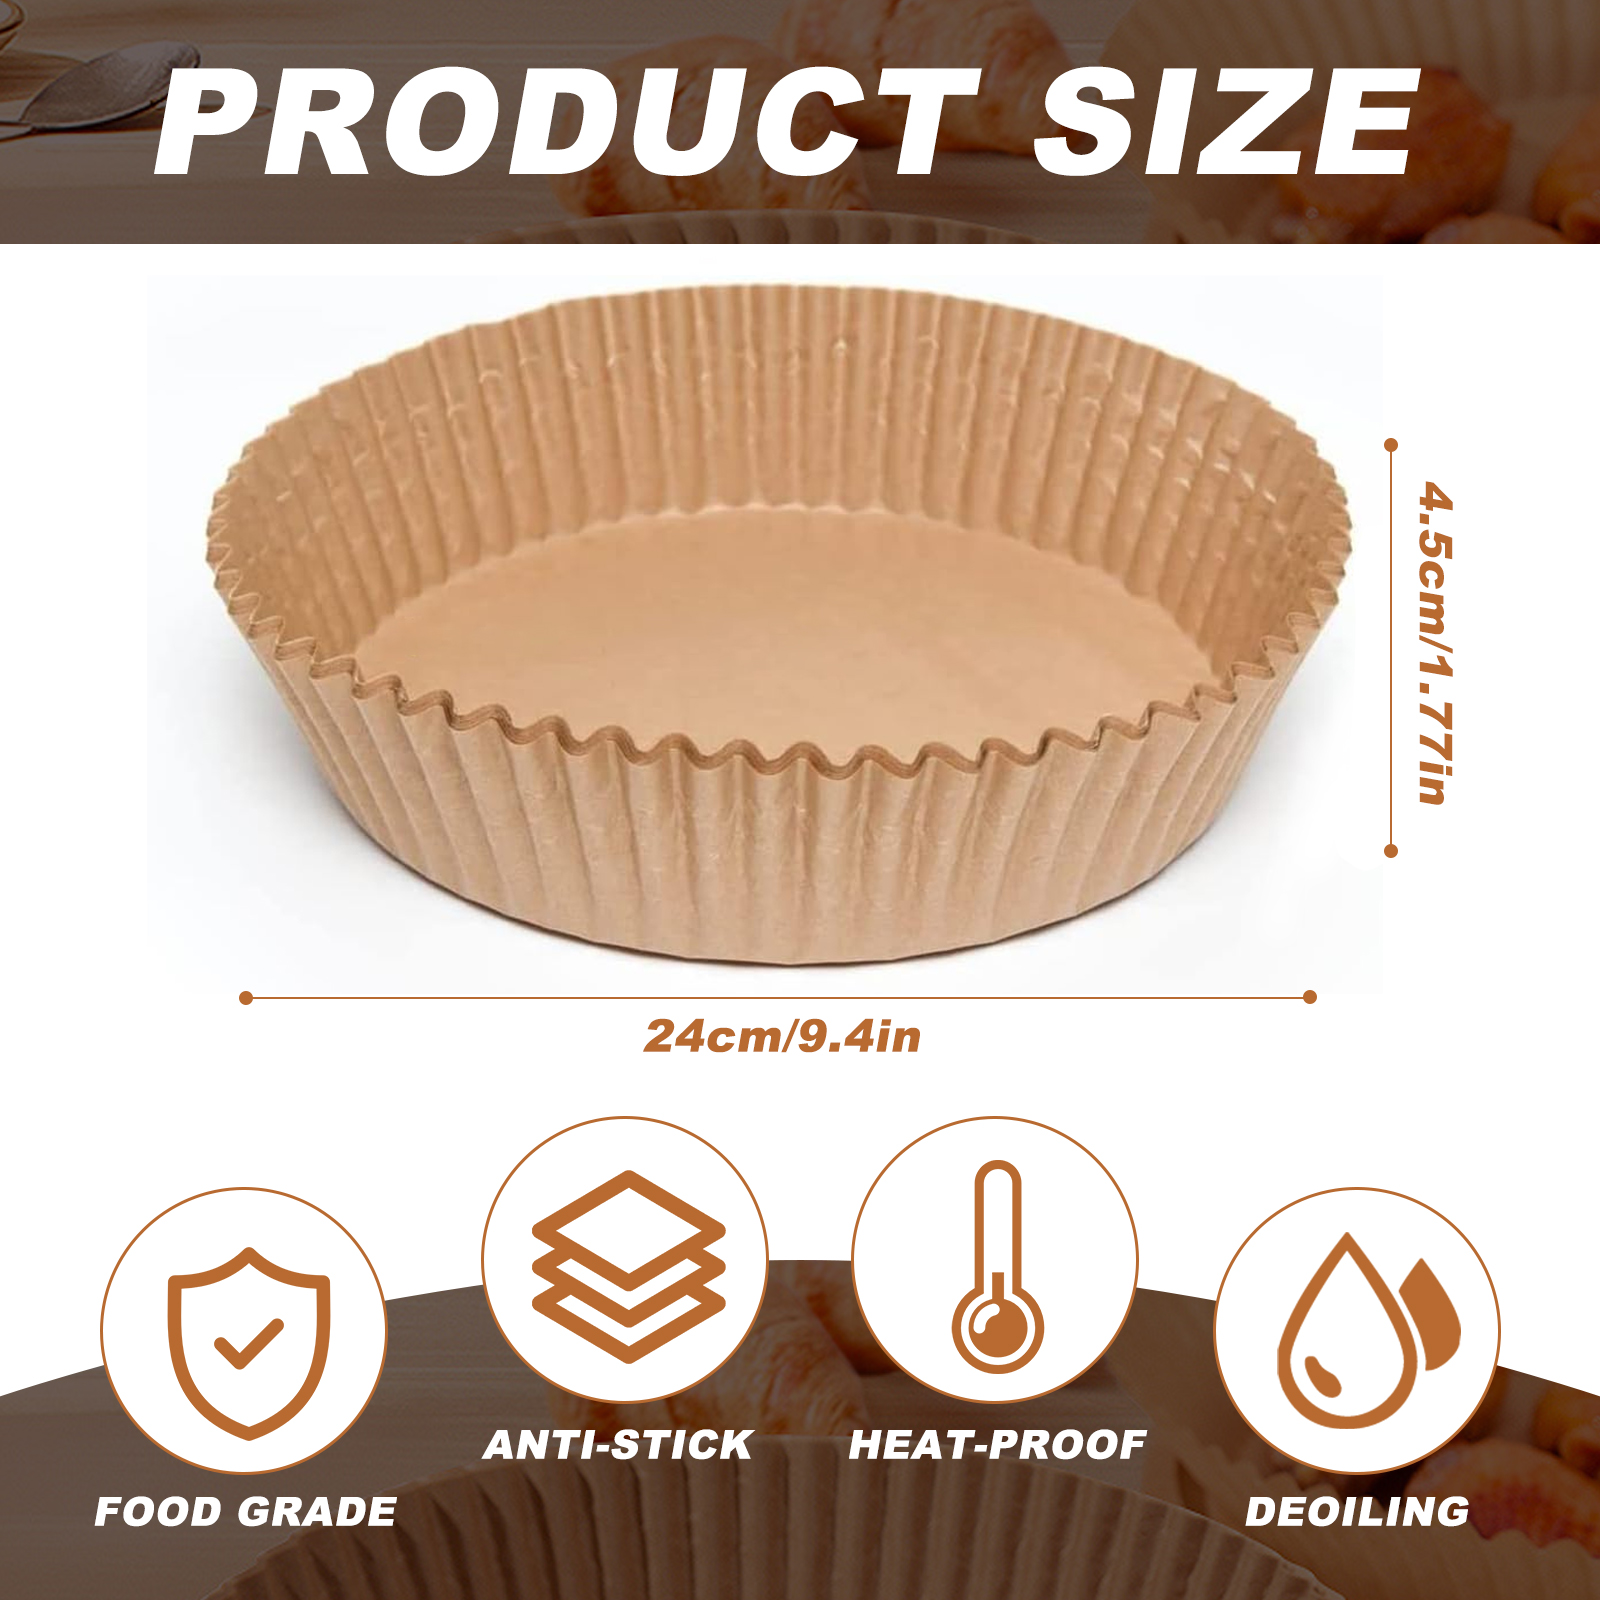 PRODUCT SIZE
4.5cm/1.77in
24cm/9.4in
ANTI-STICK
HEAT-PROOF
FOOD GRADE
DEOILING